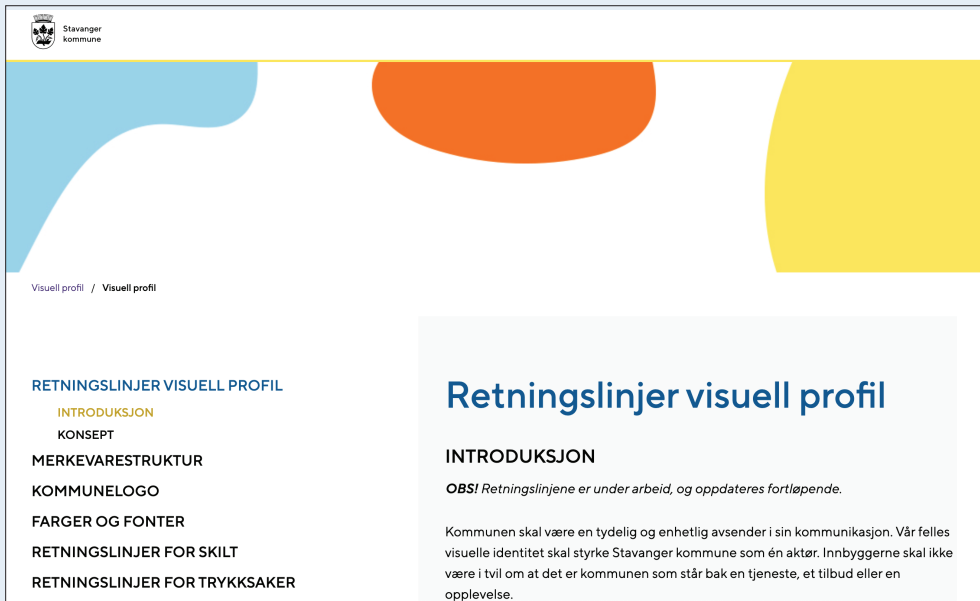 Stavanger
kommune
Visuell profil / Visuell profil
RETNINGSLINJER VISUELL PROFIL
INTRODUKSJON
KONSEPT
MERKEVARESTRUKTUR
KOMMUNELOGO
FARGER OG FONTER
RETNINGSLINJER FOR SKILT
RETNINGSLINJER FOR TRYKKSAKER
Retningslinjer visuell profil
INTRODUKSJON
OBS! Retningslinjene er under arbeid, og oppdateres fortløpende.
Kommunen skal være en tydelig og enhetlig avsender i sin kommunikasjon. Vår felles
visuelle identitet skal styrke Stavanger kommune som én aktør. Innbyggerne skal ikke
være i tvil om at det er kommunen som står bak en tjeneste, et tilbud eller en
opplevelse.